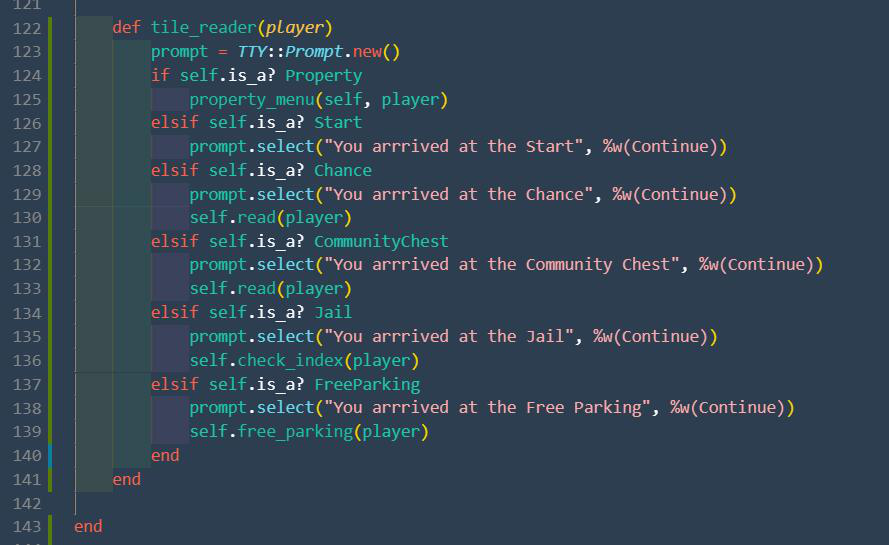 121
122 def tile_reader(player)
123 prompt = TTY::Prompt.new()
124 if self.is_a? Property
125 property_menu(self, player)
126 elsif self.is_a? Start
127 prompt.select("You arrrived at the Start", %w(Continue))
128 elsif self.is_a? Chance
129 prompt.select("You arrrived at the Chance", %w(Continue))
130 self.read(player)
131 elsif self.is_a? CommunityChest
132 prompt.select("You arrrived at the Community Chest", %w(Continue))
133 self.read(player)
134 elsif self.is_a? Jail
135 prompt.select("You arrrived at the Jail", %w(Continue))
136 self.check_index(player)
137 elsif self.is_a? FreeParking
138 prompt.select("You arrrived at the Free Parking", %w(Continue))
139 self.free_parking(player)
140 end
141 end
142
143 end